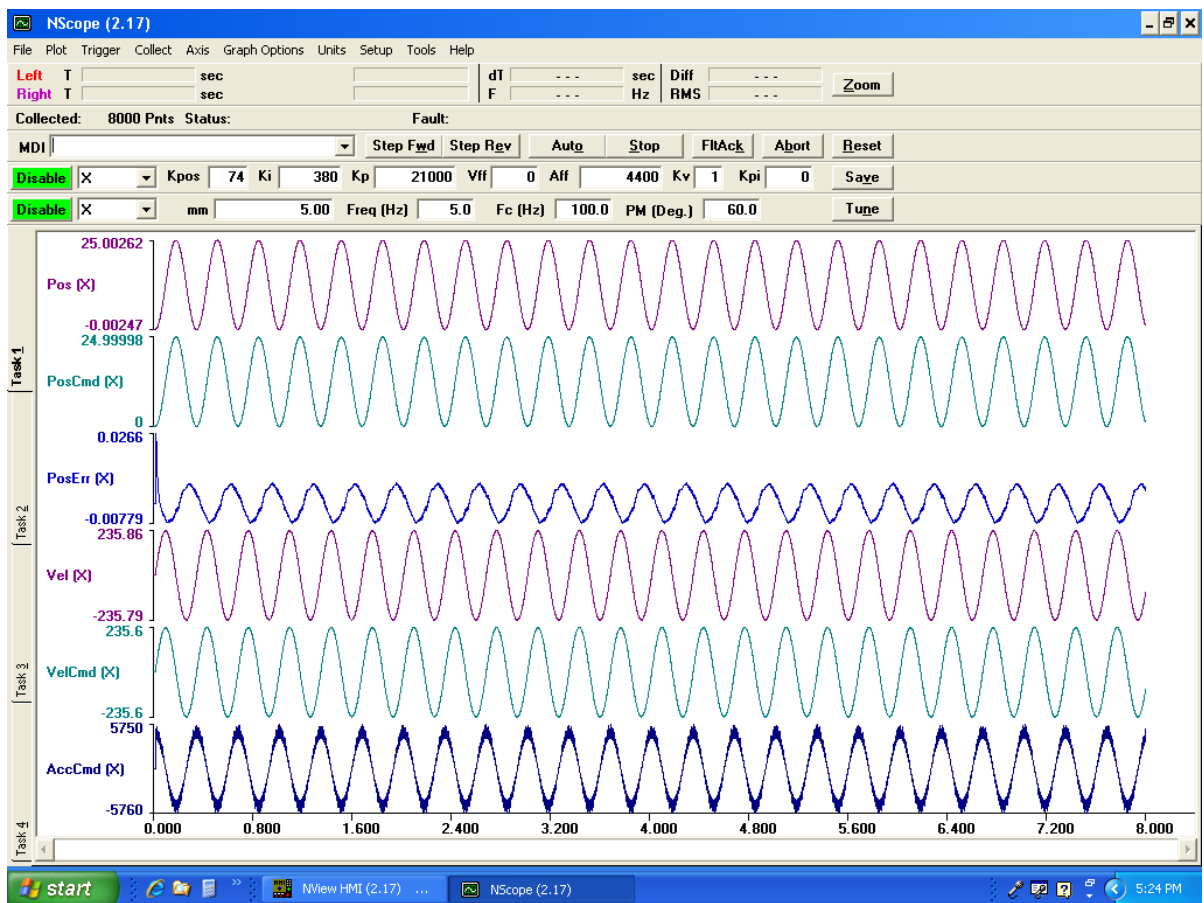 NScope (2.17)
File Plot Trigger Collect Axis Graph Options Units Setup Tools Help
Left T sec dT - - - sec Diff - - - Zoom
Right T sec F - - - Hz RMS - - -
Collected: 8000 Pnts Status: Fault:
MDI Step Fwd Step Rev Auto Stop FltAck Abort Reset
Disable X Kpos 74 Ki 380 Kp 21000 Vff 0 Aff 4400 Kv 1 Kpi 0 Save
Disable X mm 5.00 Freq (Hz) 5.0 Fc (Hz) 100.0 PM (Deg.) 60.0 Tune
Task 1
Task 2
Task 3
Task 4
25.00262
Pos (X)
-0.00247
24.99998
PosCmd (X)
0
0.0266
PosErr (X)
-0.00779
235.86
Vel (X)
-235.79
235.6
VelCmd (X)
-235.6
5750
AccCmd (X)
-5760
0.000 0.800 1.600 2.400 3.200 4.000 4.800 5.600 6.400 7.200 8.000
start NView HMI (2.17) ... NScope (2.17) 5:24 PM